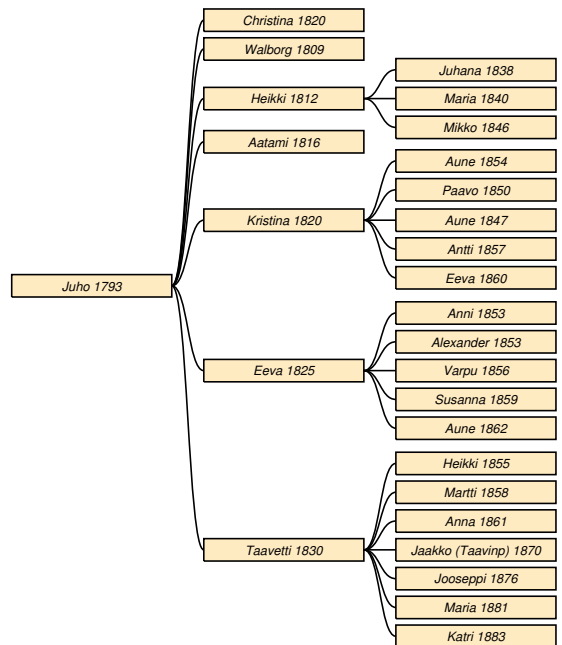 Juho 1793
Christina 1820
Walborg 1809
Heikki 1812
Juhana 1838
Maria 1840
Mikko 1846
Aatami 1816
Kristina 1820
Aune 1854
Paavo 1850
Aune 1847
Antti 1857
Eeva 1860
Eeva 1825
Anni 1853
Alexander 1853
Varpu 1856
Susanna 1859
Aune 1862
Taavetti 1830
Heikki 1855
Martti 1858
Anna 1861
Jaakko (Taavinp) 1870
Jooseppi 1876
Maria 1881
Katri 1883